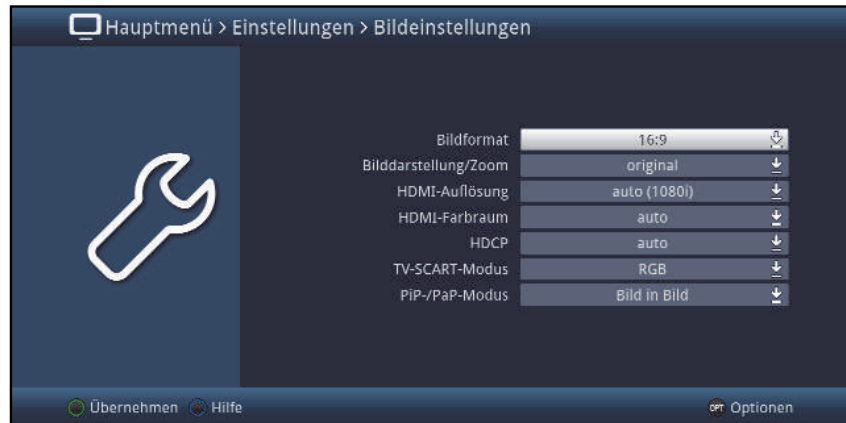 Hauptmenü > Einstellungen > Bildeinstellungen
Bildformat 16:9
Bilddarstellung/Zoom original
HDMI-Auflösung auto (1080i)
HDMI-Farbraum auto
HDCP auto
TV-SCART-Modus RGB
PiP-/PaP-Modus Bild in Bild
Übernehmen Hilfe OPT Optionen